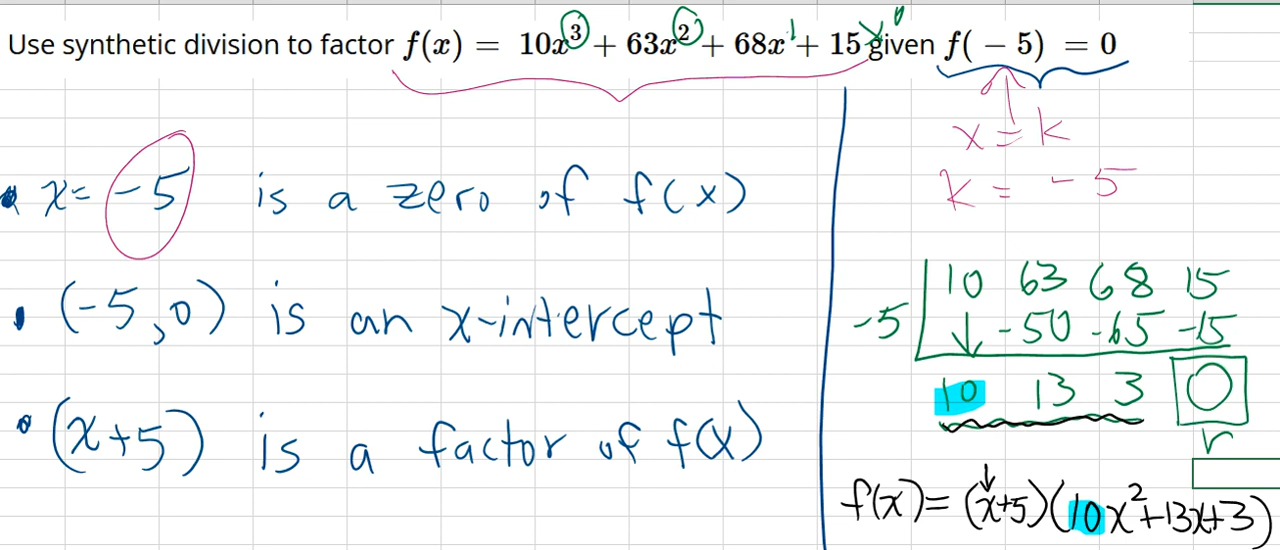 Use synthetic division to factor f(x) = 10x³ + 63x² + 68x¹ + 15x⁰ given f( − 5) = 0
x = k
k = -5
x= -5 is a zero of f(x)
(-5,0) is an x-intercept
(x+5) is a factor of f(x)
10 63 68 15
-5 ↓ -50 -65 -15
10 13 3 0
r
f(x)= (x+5)(10x²+13x+3)